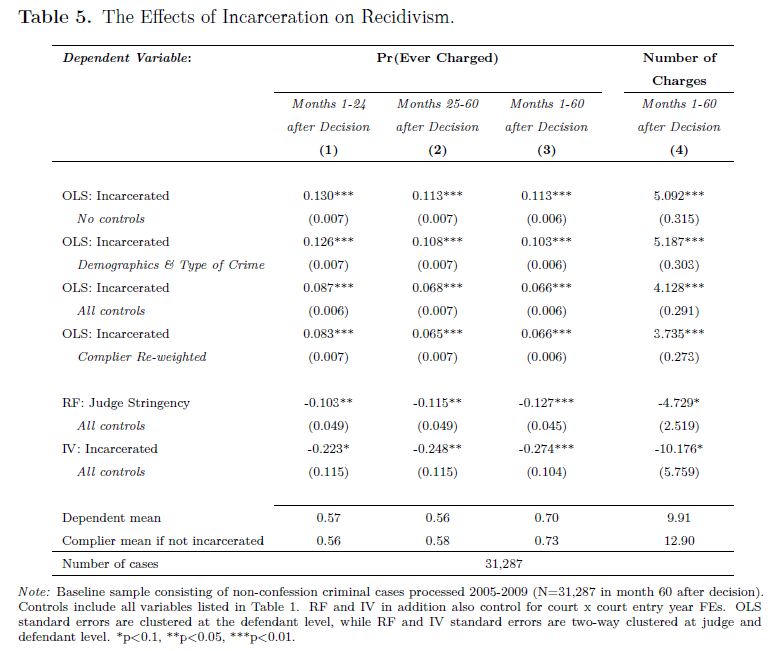 Table 5. The Effects of Incarceration on Recidivism.
Dependent Variable: Pr(Ever Charged) Number of
Charges
Months 1-24 Months 25-60 Months 1-60 Months 1-60
after Decision after Decision after Decision after Decision
(1) (2) (3) (4)
OLS: Incarcerated 0.130*** 0.113*** 0.113*** 5.092***
No controls (0.007) (0.007) (0.006) (0.315)
OLS: Incarcerated 0.126*** 0.108*** 0.103*** 5.187***
Demographics & Type of Crime (0.007) (0.007) (0.006) (0.303)
OLS: Incarcerated 0.087*** 0.068*** 0.066*** 4.128***
All controls (0.006) (0.007) (0.006) (0.291)
OLS: Incarcerated 0.083*** 0.065*** 0.066*** 3.735***
Complier Re-weighted (0.007) (0.007) (0.006) (0.273)
RF: Judge Stringency -0.103** -0.115** -0.127*** -4.729*
All controls (0.049) (0.049) (0.045) (2.519)
IV: Incarcerated -0.223* -0.248** -0.274*** -10.176*
All controls (0.115) (0.115) (0.104) (5.759)
Dependent mean 0.57 0.56 0.70 9.91
Complier mean if not incarcerated 0.56 0.58 0.73 12.90
Number of cases 31,287
Note: Baseline sample consisting of non-confession criminal cases processed 2005-2009 (N=31,287 in month 60 after decision).
Controls include all variables listed in Table 1. RF and IV in addition also control for court x court entry year FEs. OLS
standard errors are clustered at the defendant level, while RF and IV standard errors are two-way clustered at judge and
defendant level. *p<0.1, **p<0.05, ***p<0.01.